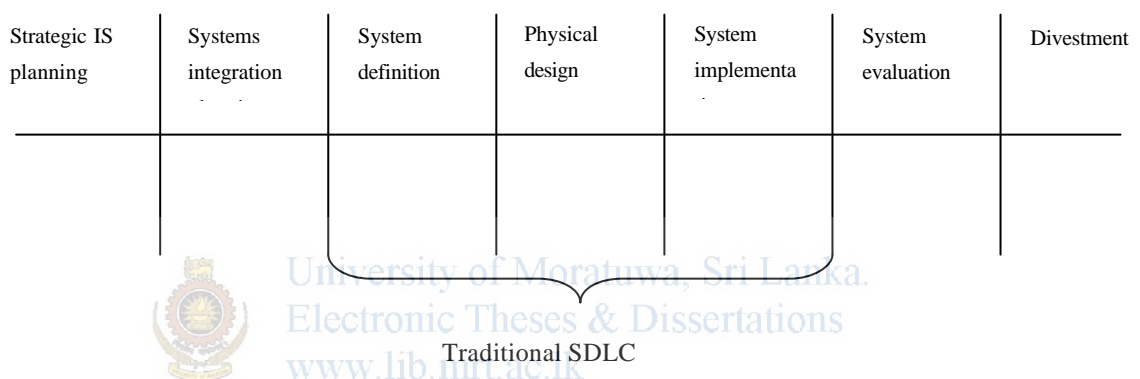 Strategic IS
planning
Systems
integration
System
definition
Physical
design
System
implementa
System
evaluation
Divestment
University of Moratuwa, Sri Lanka.
Electronic Theses & Dissertations
www.lib.mrt.ac.lk
Traditional SDLC